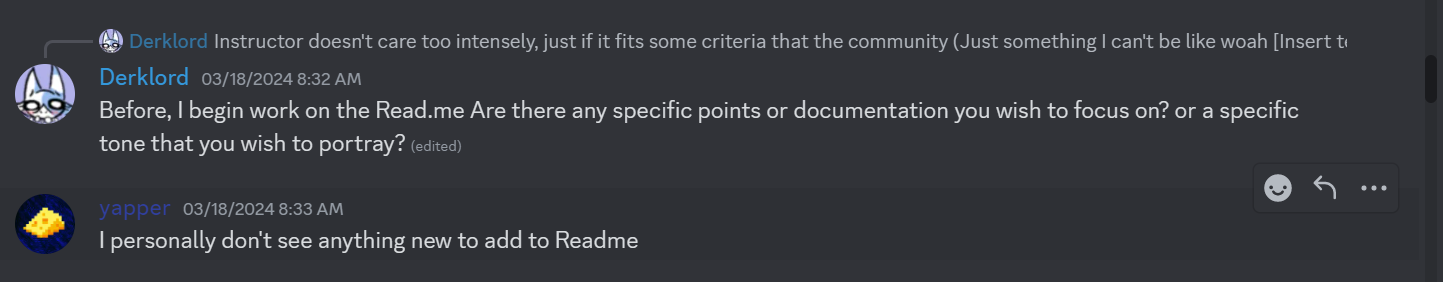 Derklord Instructor doesn't care too intensely, just if it fits some criteria that the community (Just something I can't be like woah [Insert
Derklord 03/18/2024 8:32 AM
Before, I begin work on the Read.me Are there any specific points or documentation you wish to focus on? or a specific
tone that you wish to portray? (edited)
yapper 03/18/2024 8:33 AM
I personally don't see anything new to add to Readme